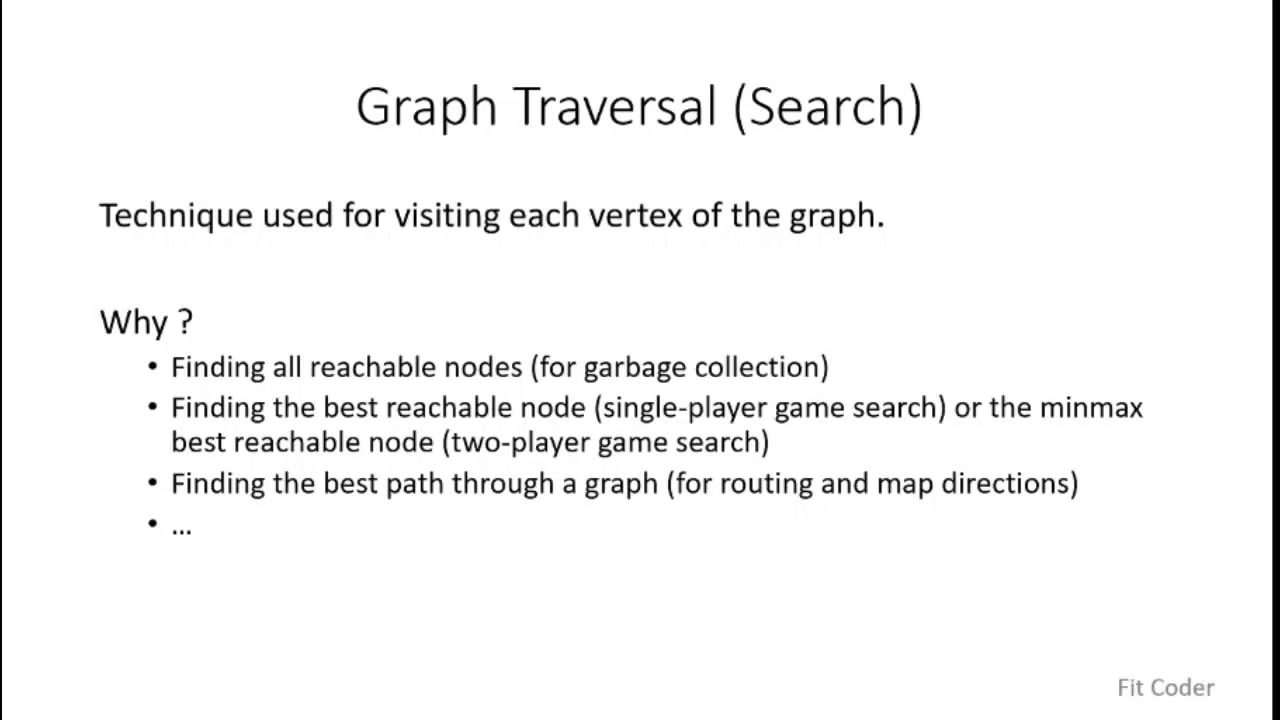 Graph Traversal (Search)
Technique used for visiting each vertex of the graph.
Why ?
• Finding all reachable nodes (for garbage collection)
• Finding the best reachable node (single-player game search) or the minmax
best reachable node (two-player game search)
• Finding the best path through a graph (for routing and map directions)
• ...
Fit Coder